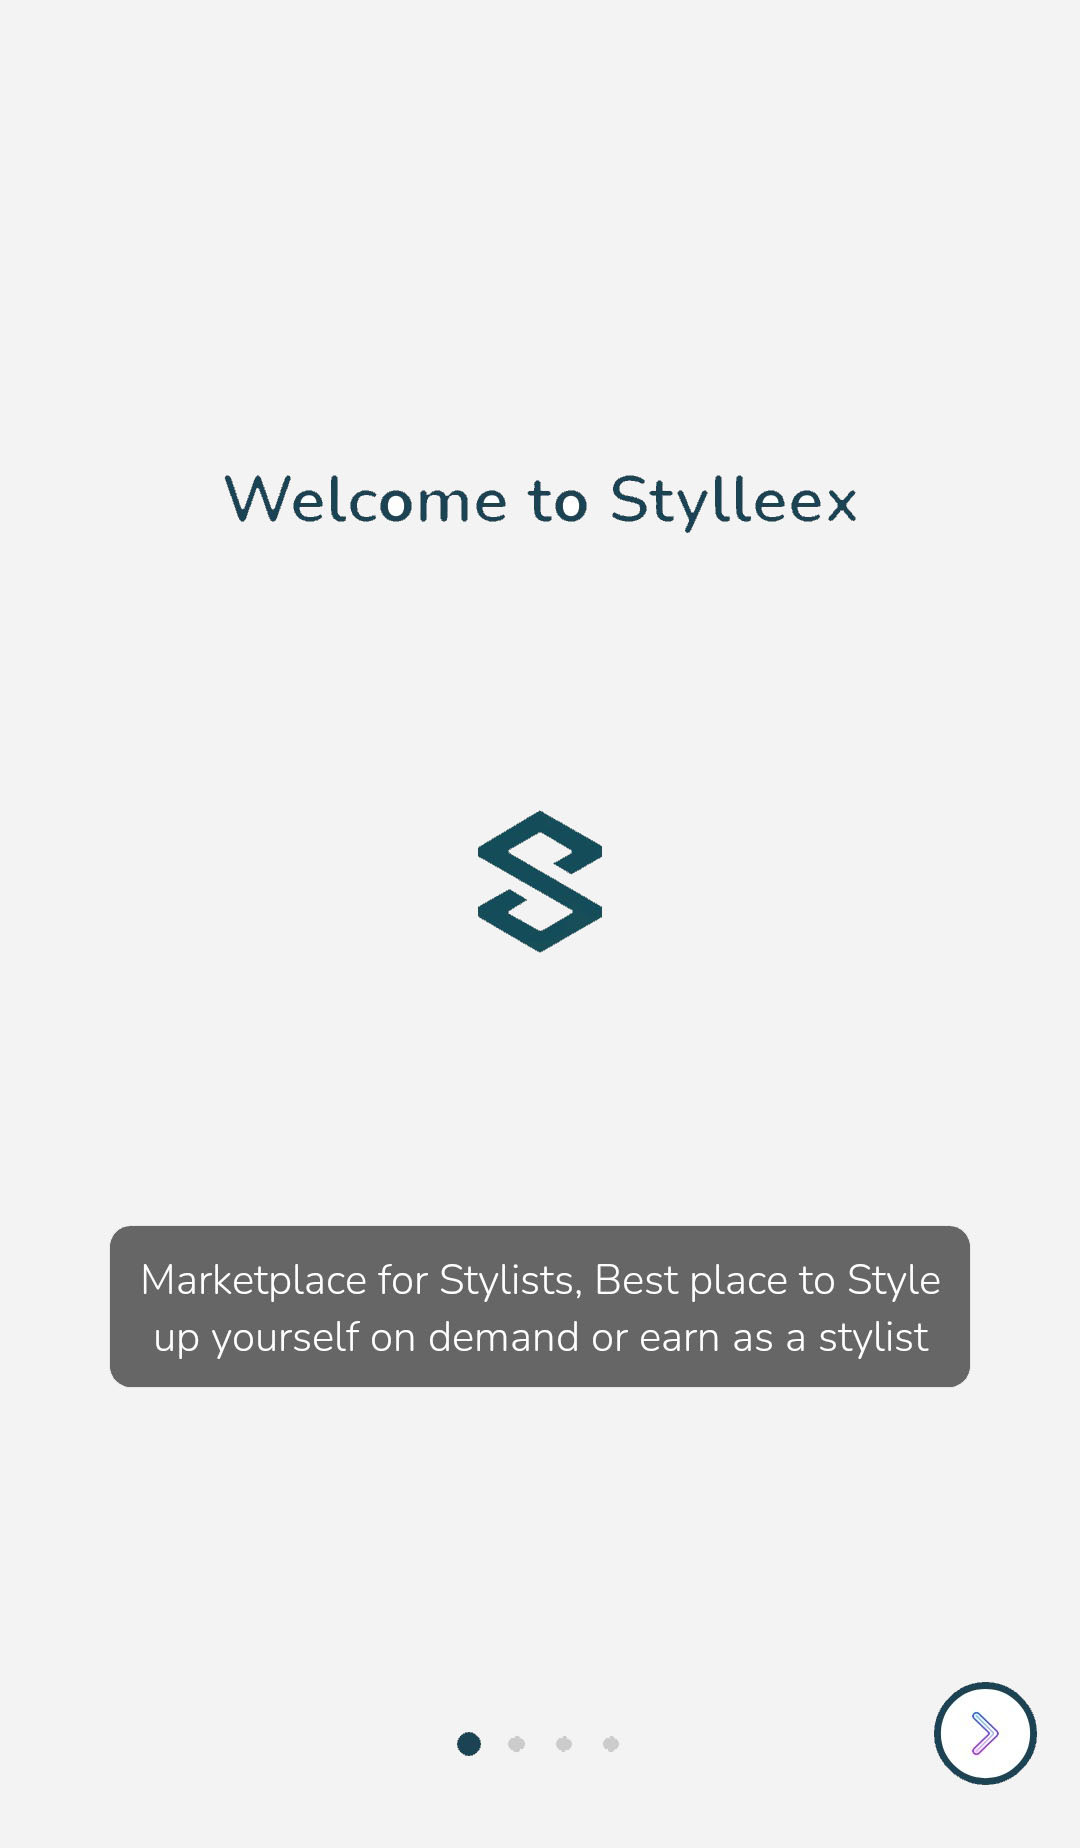 Welcome to Stylleex
Marketplace for Stylists, Best place to Style
up yourself on demand or earn as a stylist